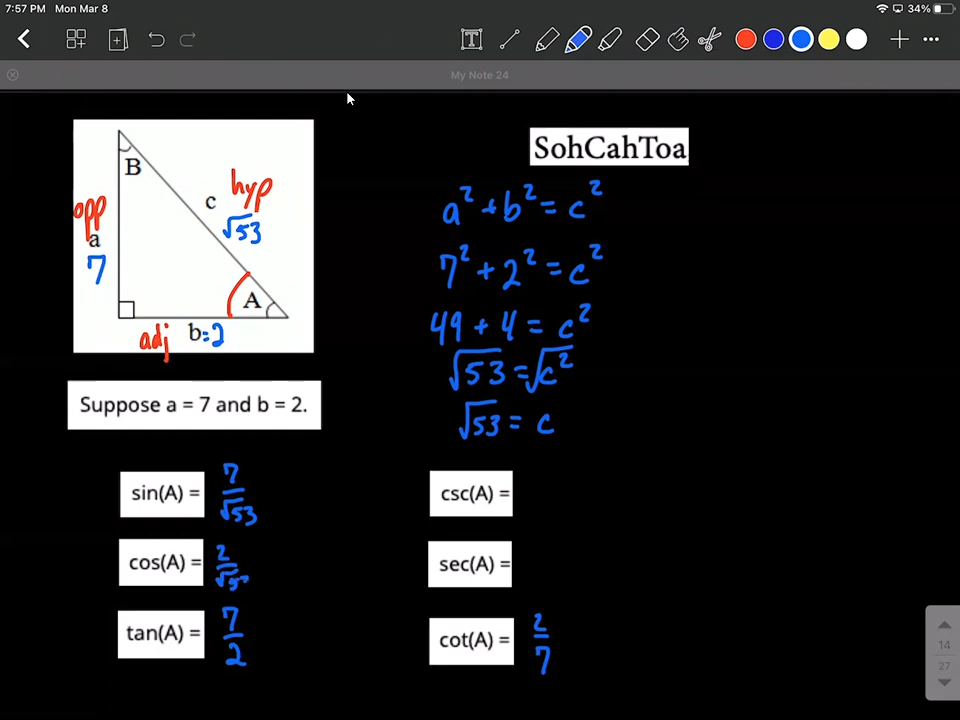 7:57 PM Mon Mar 8
34%
My Note 24
SohCahToa
B
c
hyp
√53
opp
a
7
A
adj
b=2
a² + b² = c²
7² + 2² = c²
49 + 4 = c²
√53 = √c²
√53 = c
Suppose a = 7 and b = 2.
sin(A) = 7/√53
csc(A) =
cos(A) = 2/√53
sec(A) =
tan(A) = 7/2
cot(A) = 2/7
14
27